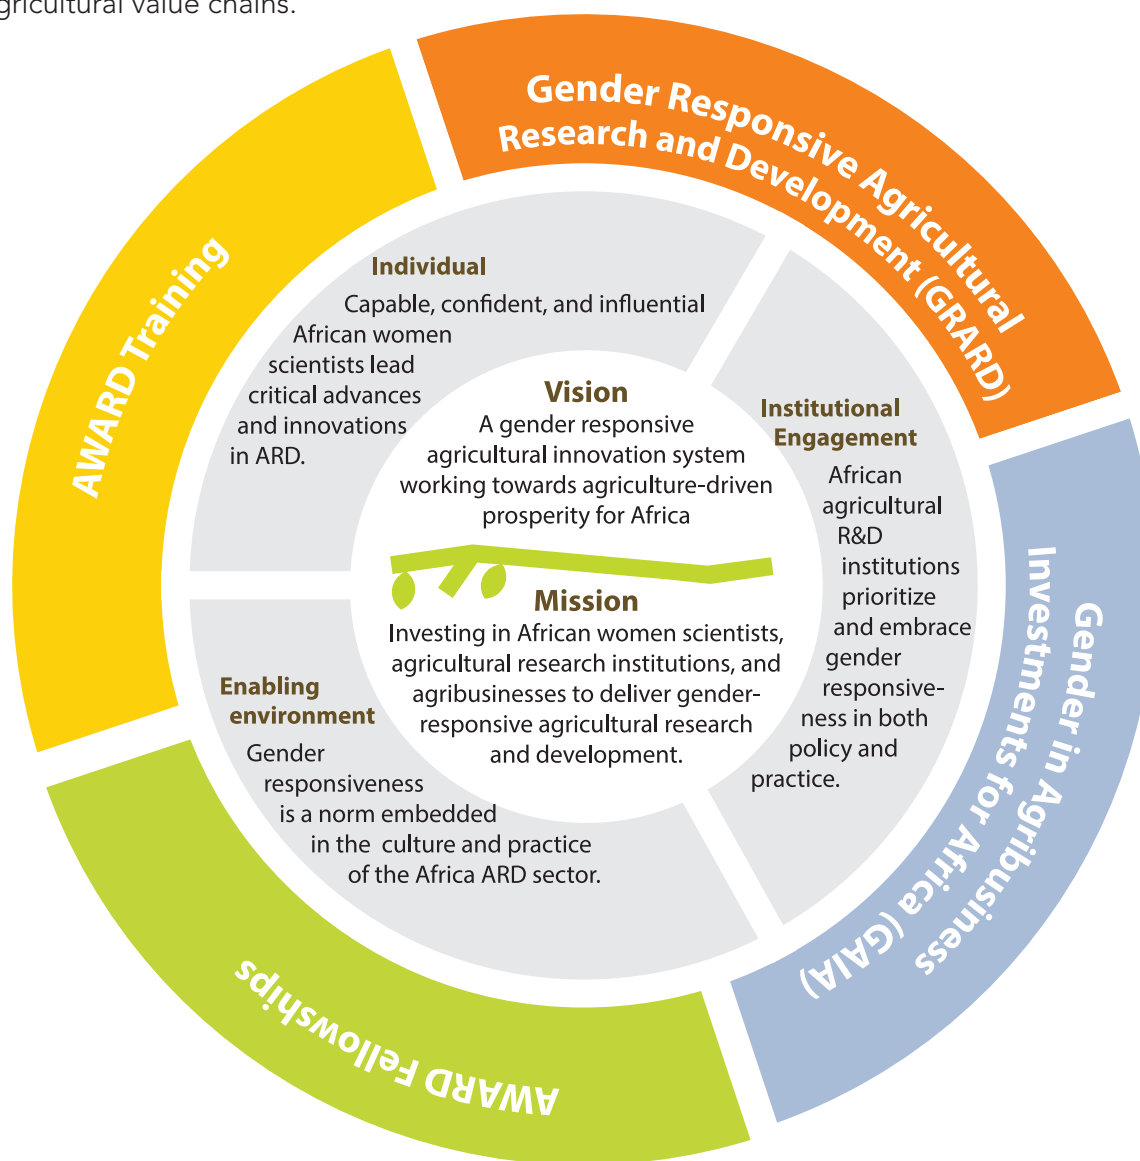 gricultural value chains.
Gender Responsive Agricultural
Research and Development (GRARD)
AWARD Training
Individual
Capable, confident, and influential
African women
scientists lead
critical advances
and innovations
in ARD.
Vision
A gender responsive
agricultural innovation system
working towards agriculture-driven
prosperity for Africa
Institutional
Engagement
African
agricultural
R&D
institutions
prioritize
and embrace
gender
responsive-
ness in both
policy and
practice.
Mission
Investing in African women scientists,
agricultural research institutions, and
agribusinesses to deliver gender-
responsive agricultural research
and development.
Enabling
environment
Gender
responsiveness
is a norm embedded
in the culture and practice
of the Africa ARD sector.
Gender in Agribusiness
Investments for Africa (GAIA)
AWARD Fellowships